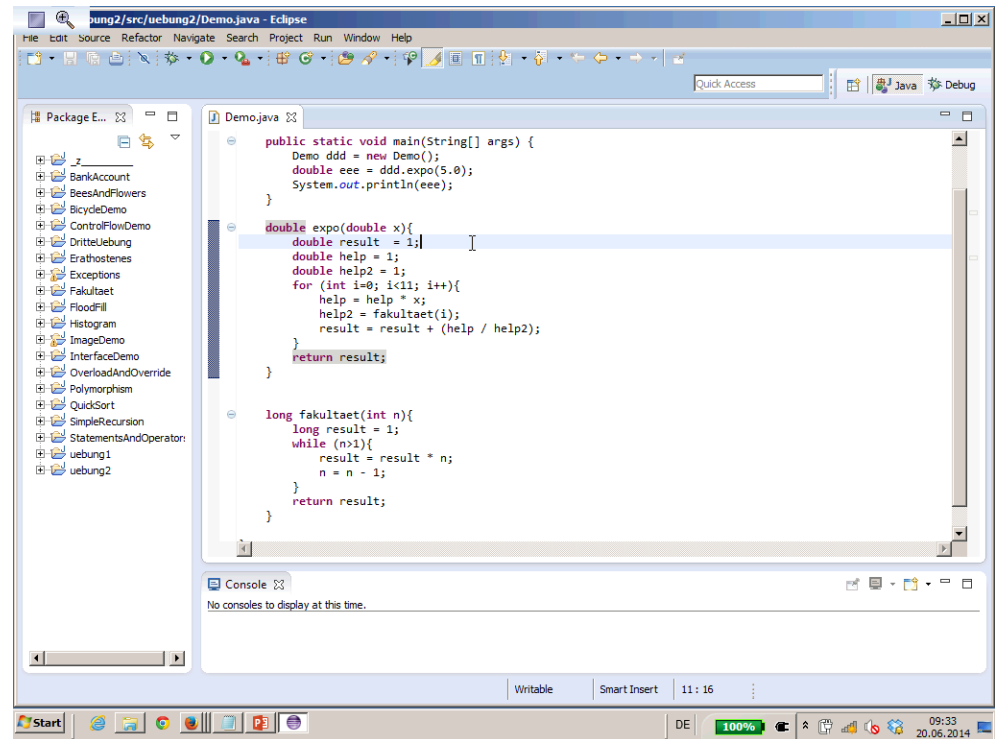 bung2/src/uebung2/Demo.java - Eclipse
File Edit Source Refactor Navigate Search Project Run Window Help
Quick Access
Java
Debug
Package E...
_z_________
BankAccount
BeesAndFlowers
BicycleDemo
ControlFlowDemo
DritteUebung
Erathostenes
Exceptions
Fakultaet
FloodFill
Histogram
ImageDemo
InterfaceDemo
OverloadAndOverride
Polymorphism
QuickSort
SimpleRecursion
StatementsAndOperator
uebung1
uebung2
Demo.java
public static void main(String[] args) {
Demo ddd = new Demo();
double eee = ddd.expo(5.0);
System.out.println(eee);
}
double expo(double x){
double result  = 1;
double help = 1;
double help2 = 1;
for (int i=0; i<11; i++){
help = help * x;
help2 = fakultaet(i);
result = result + (help / help2);
}
return result;
}
long fakultaet(int n){
long result = 1;
while (n>1){
result = result * n;
n = n - 1;
}
return result;
}
Console
No consoles to display at this time.
Writable
Smart Insert
11 : 16
Start
DE
100%
09:33
20.06.2014